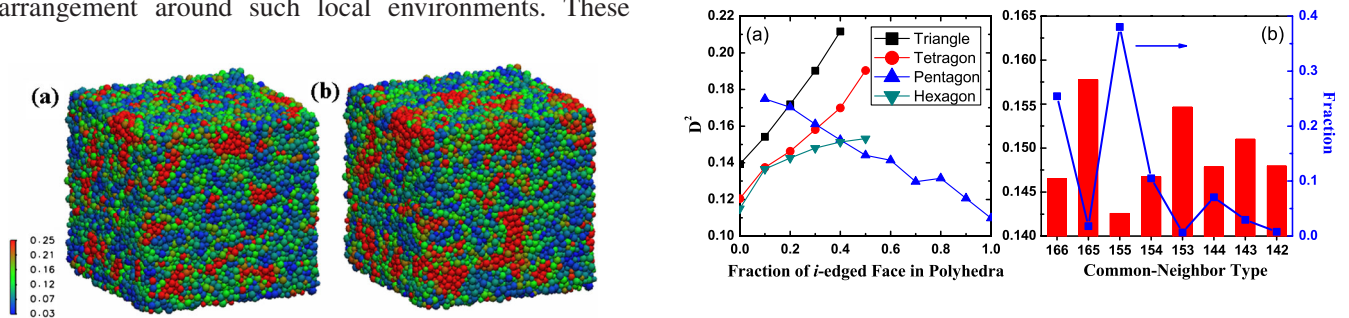 arrangement around such local environments. These
(a)
(b)
0.25
0.21
0.16
0.12
0.07
0.03
(a)
Triangle
Tetragon
Pentagon
Hexagon
0.22
0.20
0.18
0.16
0.14
0.12
0.10
D²
0.0 0.2 0.4 0.6 0.8 1.0
Fraction of i-edged Face in Polyhedra
(b)
0.165
0.160
0.155
0.150
0.145
0.140
0.4
0.3
0.2
0.1
0.0
Fraction
166 165 155 154 153 144 143 142
Common-Neighbor Type